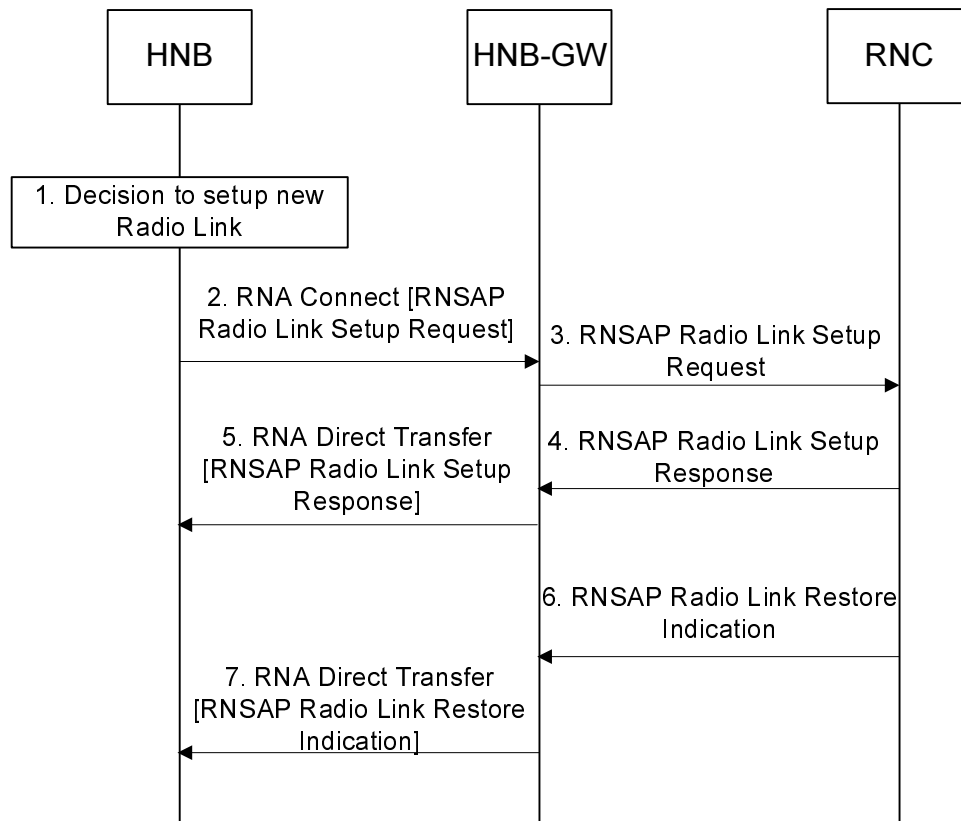 HNB
HNB-GW
RNC
1. Decision to setup new
Radio Link
2. RNA Connect [RNSAP
Radio Link Setup Request]
3. RNSAP Radio Link Setup
Request
5. RNA Direct Transfer
[RNSAP Radio Link Setup
Response]
4. RNSAP Radio Link Setup
Response
6. RNSAP Radio Link Restore
Indication
7. RNA Direct Transfer
[RNSAP Radio Link Restore
Indication]